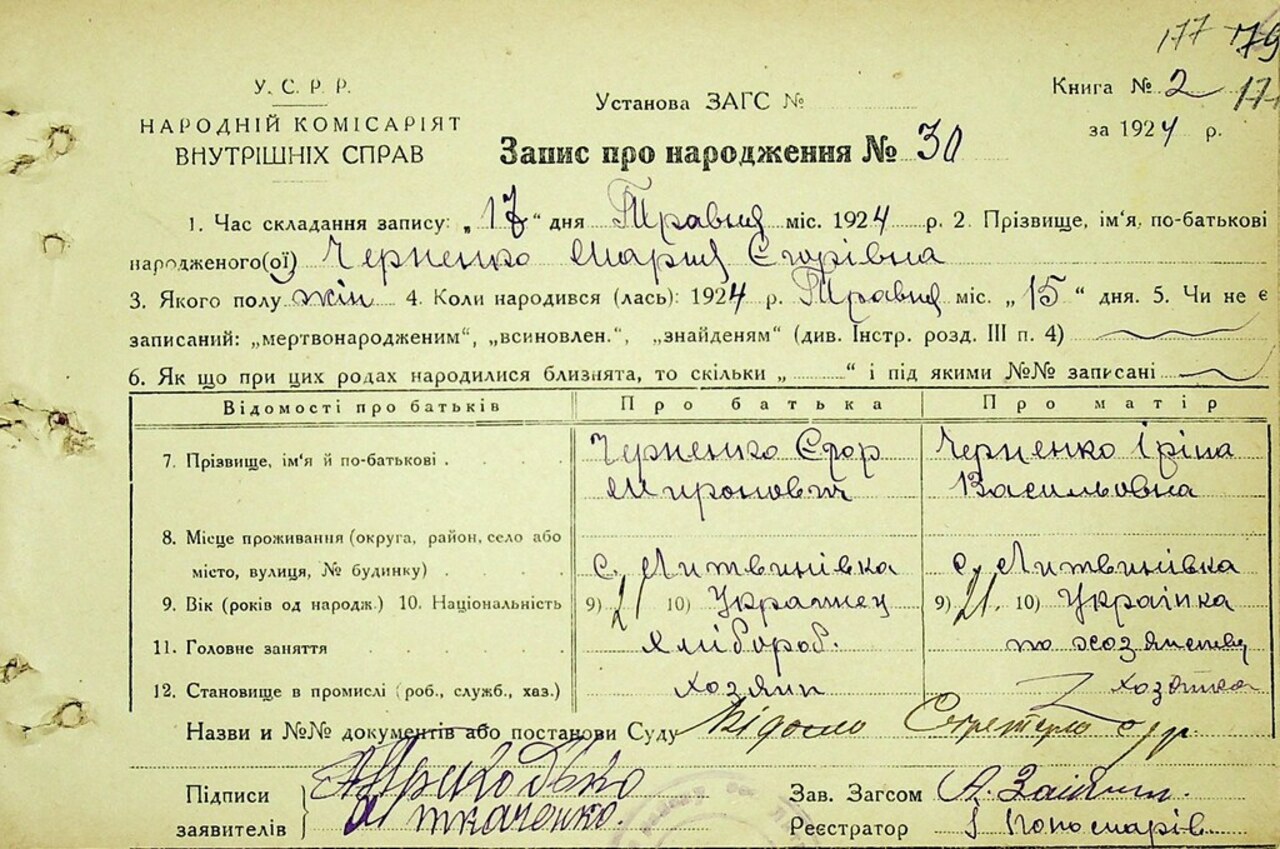 177 79
У. С. Р. Р.
НАРОДНІЙ КОМІСАРІЯТ
ВНУТРІШНІХ СПРАВ
Установа ЗАГС №
Книга № 2 171
за 1924 р.
Запис про народження № 30
1. Час складання запису: „17“ дня Травня міс. 1924 р. 2. Прізвище, ім'я, по-батькові
народженого(ої) Черненко Мария Єгорівна
3. Якого полу жін 4. Коли народився (лась): 1924 р. Травня міс. „15“ дня. 5. Чи не є
записаний: „мертвонародженим“, „всиновлен.“, „знайденям“ (див. Інстр. розд. III п. 4)
6. Як що при цих родах народилися близнята, то скільки „ “ і під якими №№ записані
Відомості про батьків Про батька Про матір
7. Прізвище, ім'я й по-батькові . Черненко Єгор Черненко Іріна
Миронович Васильовна
8. Місце проживання (округа, район, село або
місто, вулиця, № будинку) . с. Литвинівка с. Литвинівка
9. Вік (років од народж.) 10. Національність 9) 21 10) Украинец 9) 21. 10) Українка
11. Головне заняття Хлібороб. по хозяйству
12. Становище в промислі (роб., служб., хаз.) хозяин хозяйка
Назви и №№ документів або постанови Суду Відомо
Підписи
заявителів Ткаченко.
Зав. Загсом А.
Реєстратор І Пономарів